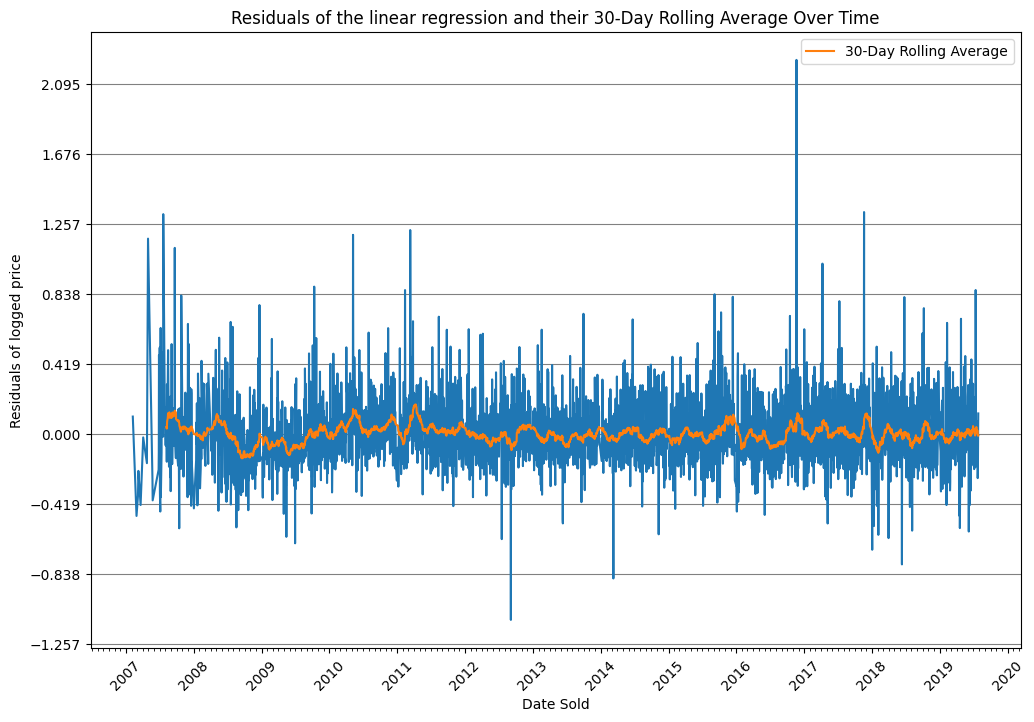 Residuals of the linear regression and their 30-Day Rolling Average Over Time
30-Day Rolling Average
2.095
1.676
1.257
0.838
0.419
0.000
−0.419
−0.838
−1.257
Residuals of logged price
2007 2008 2009 2010 2011 2012 2013 2014 2015 2016 2017 2018 2019 2020
Date Sold